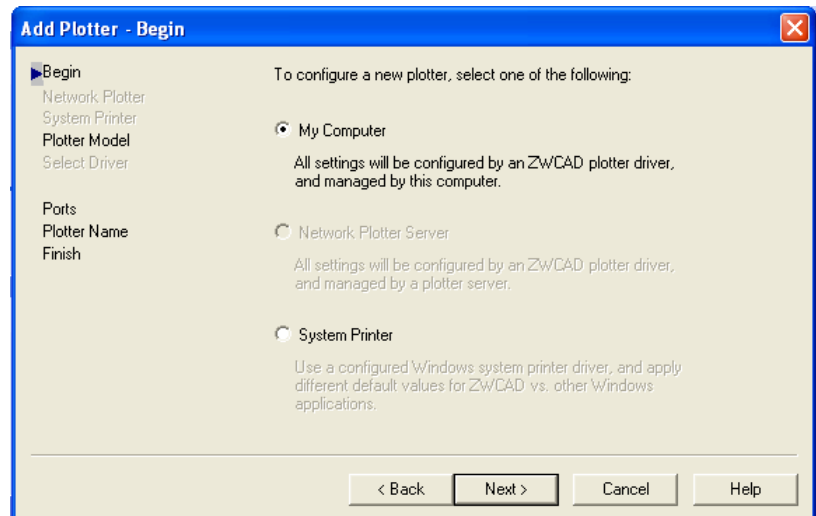 Add Plotter - Begin
Begin
Network Plotter
System Printer
Plotter Model
Select Driver
Ports
Plotter Name
Finish
To configure a new plotter, select one of the following:
My Computer
All settings will be configured by an ZWCAD plotter driver,
and managed by this computer.
Network Plotter Server
All settings will be configured by an ZWCAD plotter driver,
and managed by a plotter server.
System Printer
Use a configured Windows system printer driver, and apply
different default values for ZWCAD vs. other Windows
applications.
< Back
Next >
Cancel
Help